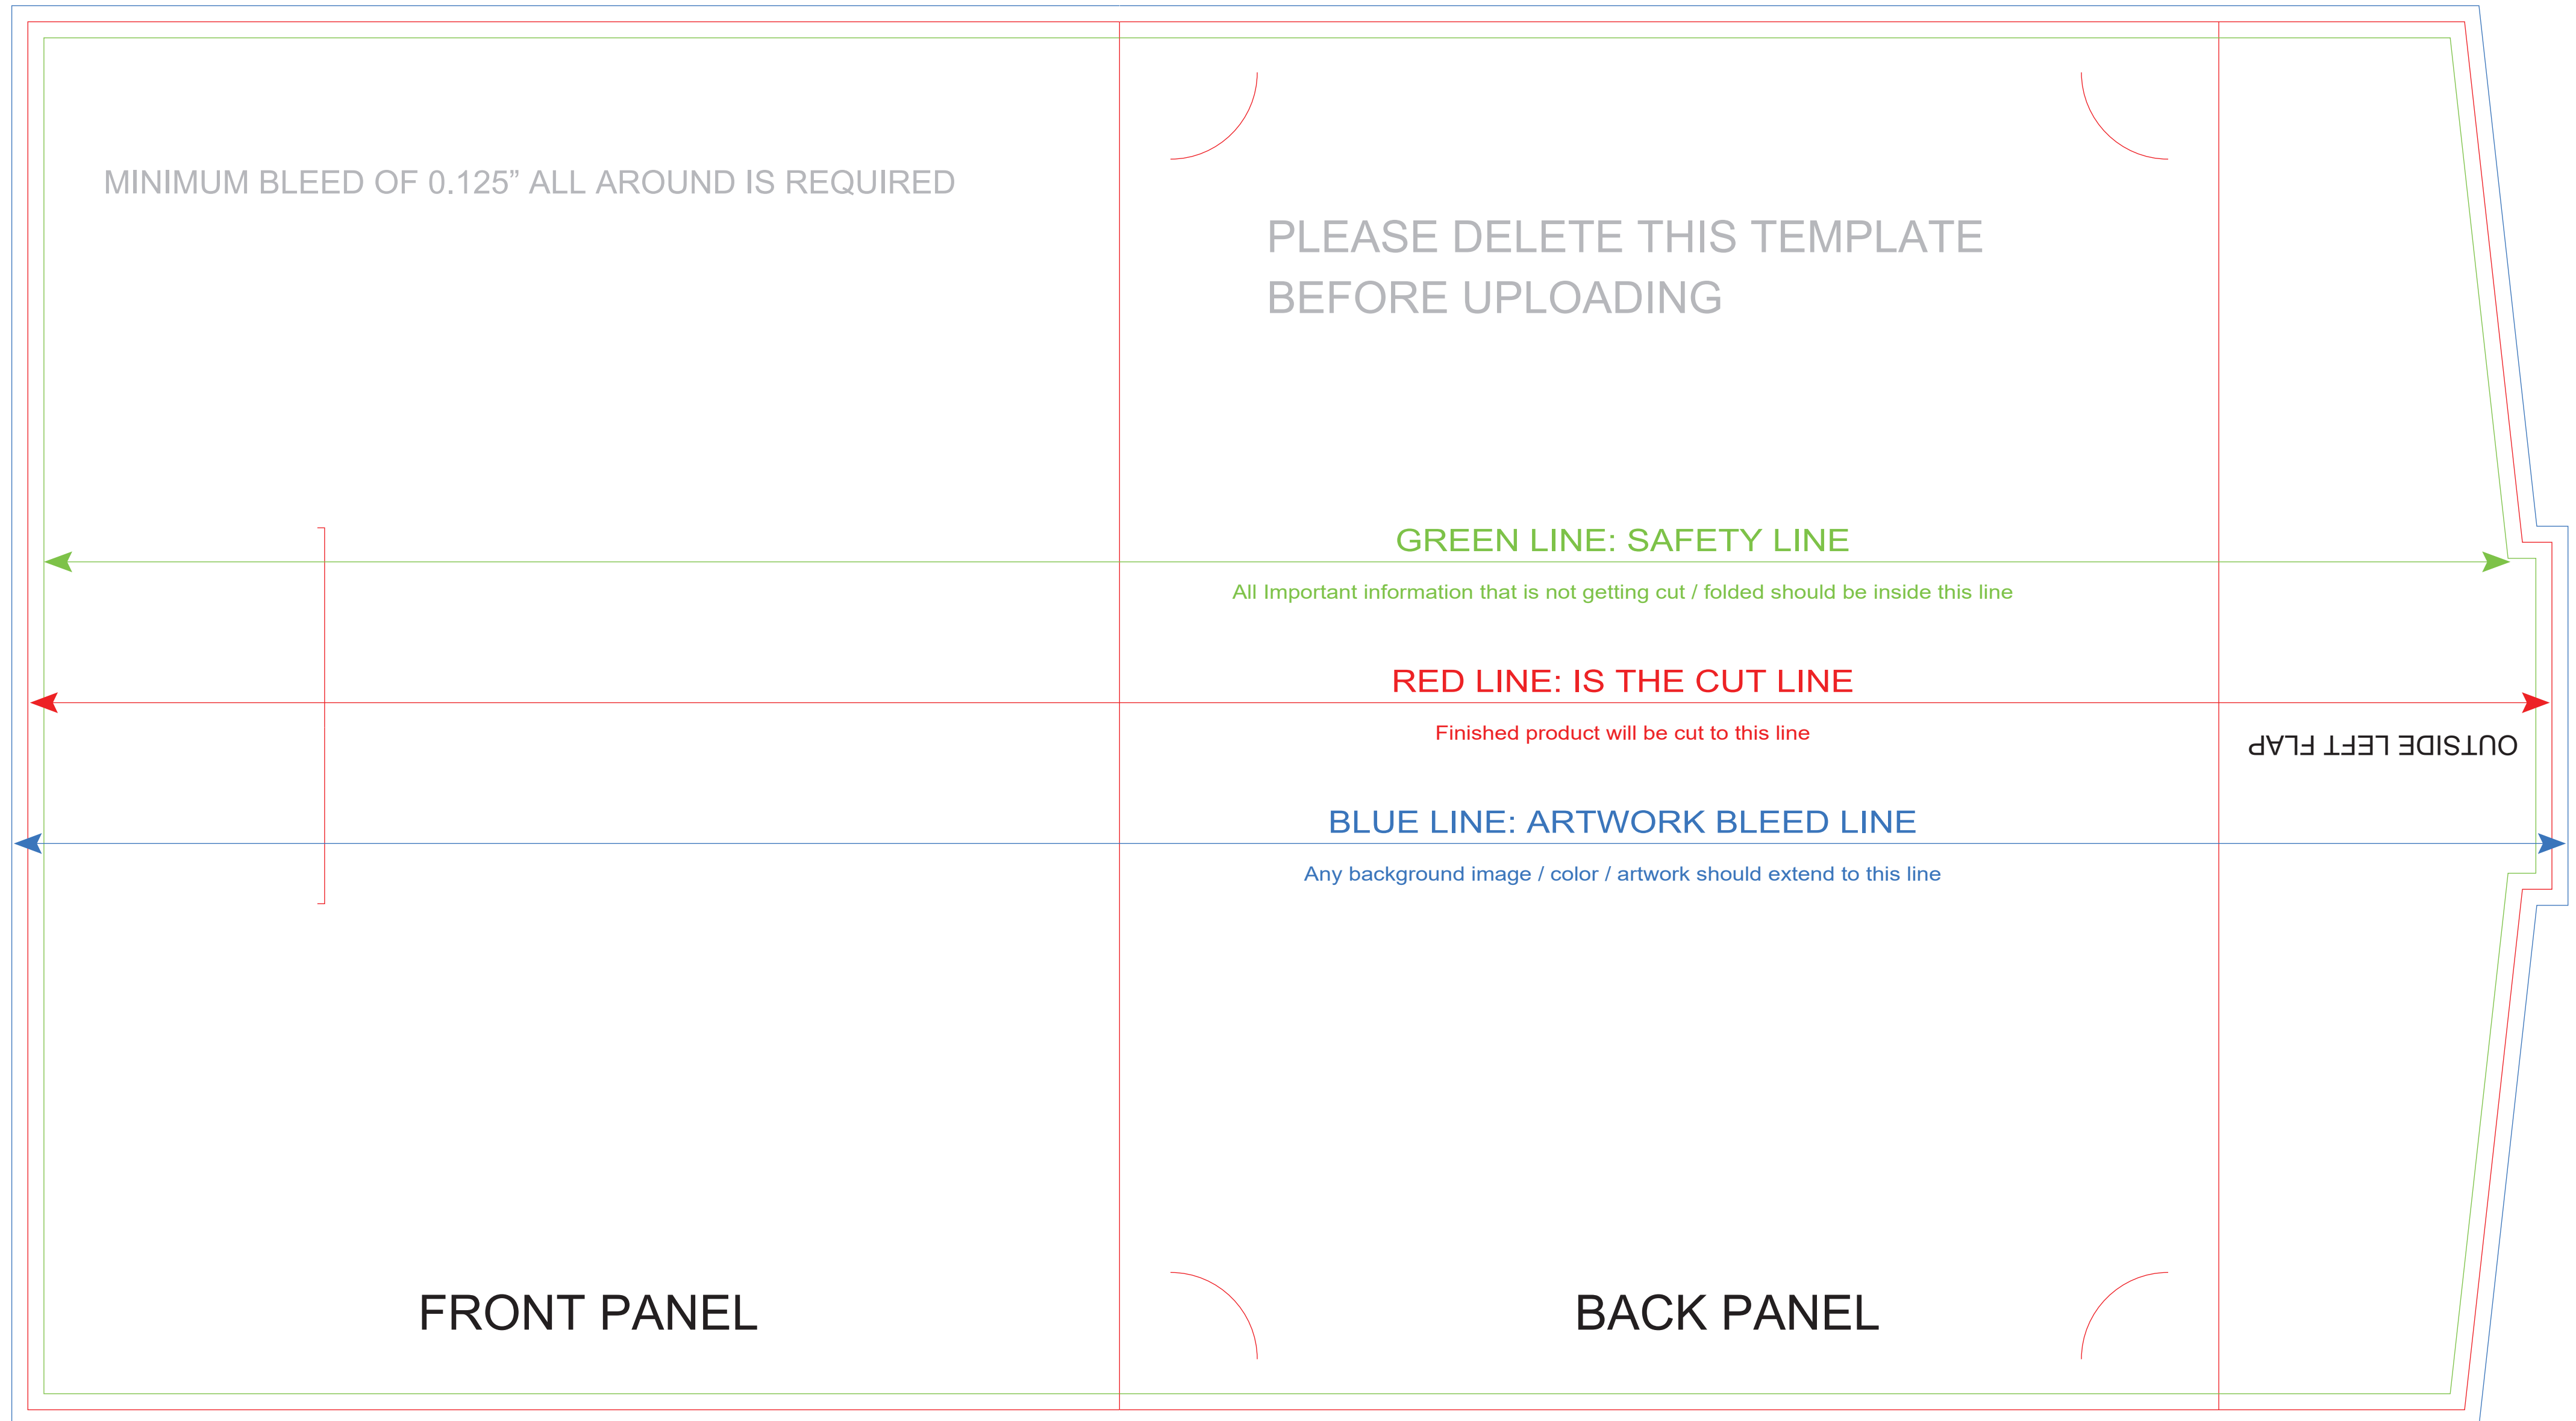 MINIMUM BLEED OF 0.125” ALL AROUND IS REQUIRED
PLEASE DELETE THIS TEMPLATE
BEFORE UPLOADING
GREEN LINE: SAFETY LINE
All Important information that is not getting cut / folded should be inside this line
RED LINE: IS THE CUT LINE
Finished product will be cut to this line
OUTSIDE LEFT FLAP
BLUE LINE: ARTWORK BLEED LINE
Any background image / color / artwork should extend to this line
FRONT PANEL
BACK PANEL